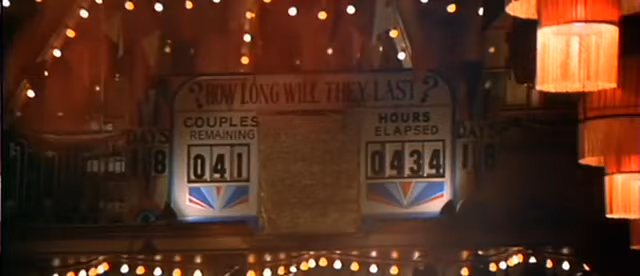 ?HOW LONG WILL THEY LAST?
COUPLES
REMAINING
041
HOURS
ELAPSED
0434
DAYS
18
DAYS
18